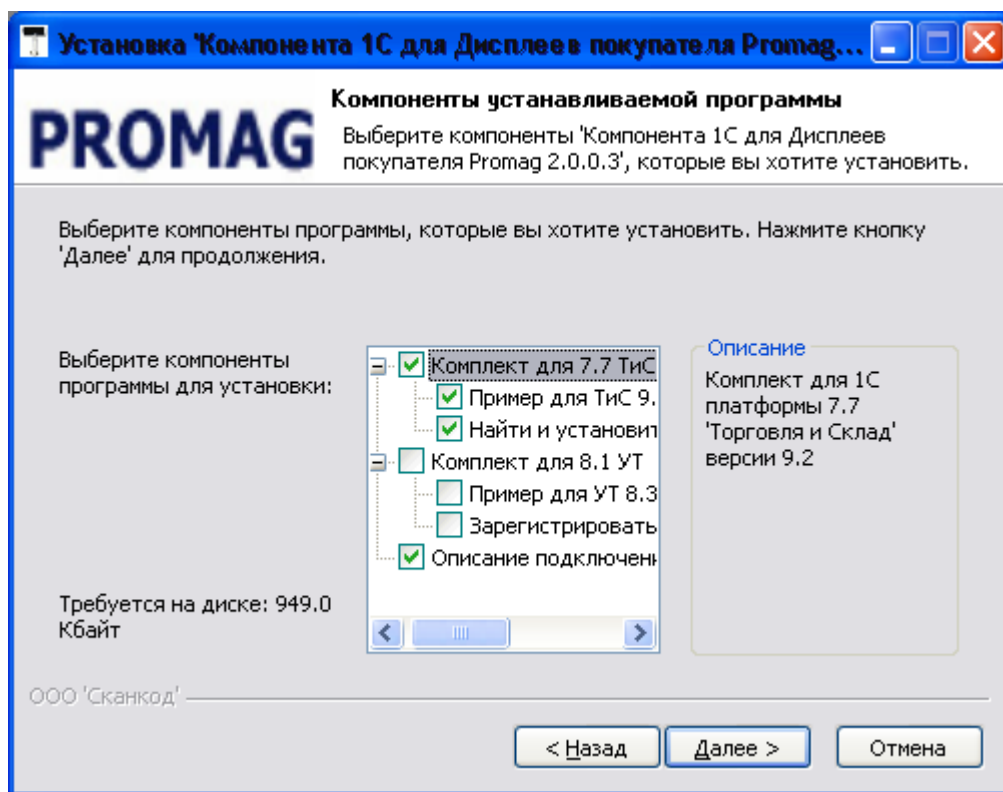 Установка 'Компонента 1С для Дисплеев покупателя Promag...
PROMAG
Компоненты устанавливаемой программы
Выберите компоненты 'Компонента 1С для Дисплеев
покупателя Promag 2.0.0.3', которые вы хотите установить.
Выберите компоненты программы, которые вы хотите установить. Нажмите кнопку
'Далее' для продолжения.
Выберите компоненты
программы для установки:
Комплект для 7.7 ТиС
Пример для ТиС 9.
Найти и установит
Комплект для 8.1 УТ
Пример для УТ 8.3
Зарегистрировать
Описание подключен
Описание
Комплект для 1С
платформы 7.7
'Торговля и Склад'
версии 9.2
Требуется на диске: 949.0
Кбайт
ООО 'Сканкод'
< Назад
Далее >
Отмена